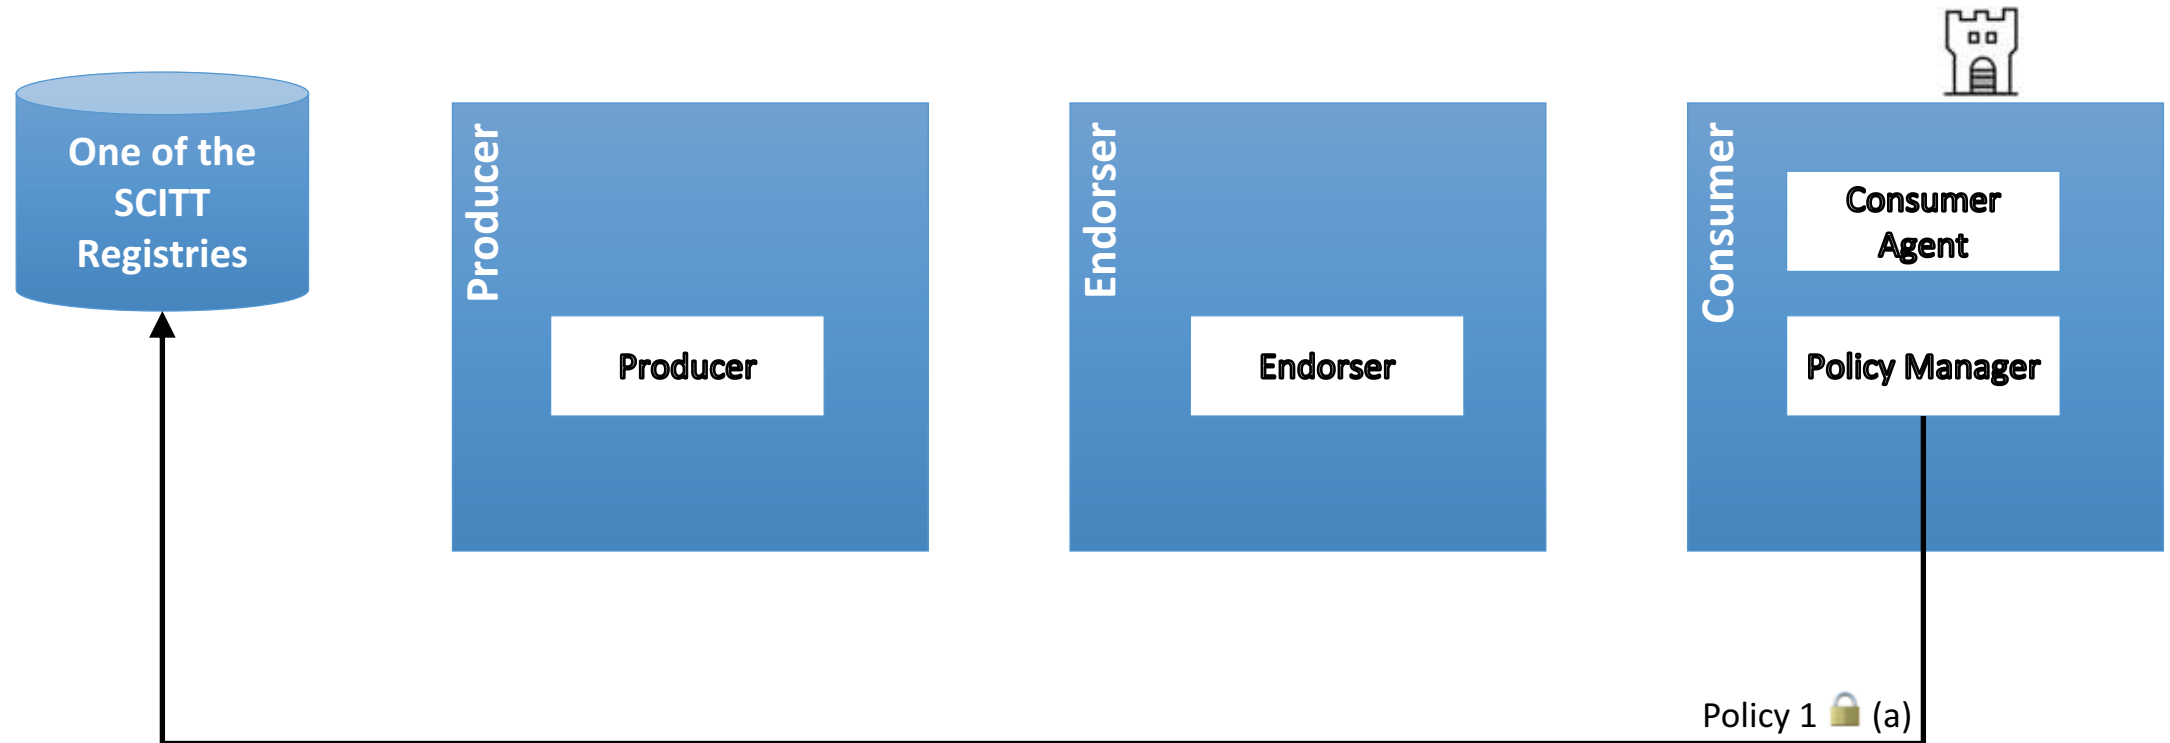 One of the
SCITT
Registries
Producer
Producer
Endorser
Endorser
Consumer
Consumer
Agent
Policy Manager
Policy 1 🔒 (a)